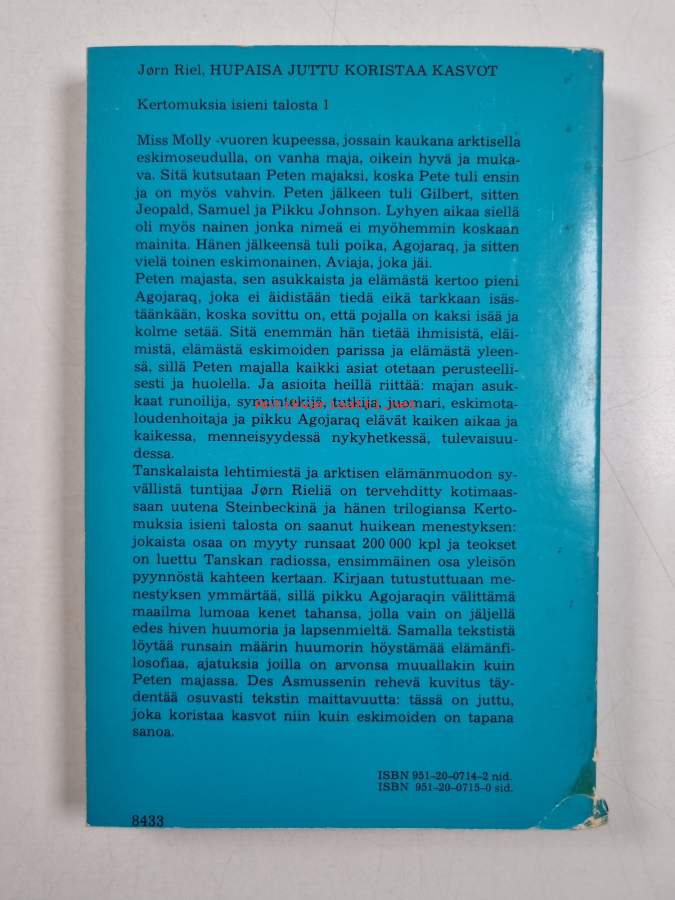 Jørn Riel, HUPAISA JUTTU KORISTAA KASVOT
Kertomuksia isieni talosta 1
Miss Molly -vuoren kupeessa, jossain kaukana arktisella
eskimoseudulla, on vanha maja, oikein hyvä ja muka-
va. Sitä kutsutaan Peten majaksi, koska Pete tuli ensin
ja on myös vahvin. Peten jälkeen tuli Gilbert, sitten
Jeopald, Samuel ja Pikku Johnson. Lyhyen aikaa siellä
oli myös nainen jonka nimeä ei myöhemmin koskaan
mainita. Hänen jälkeensä tuli poika, Agojaraq, ja sitten
vielä toinen eskimonainen, Aviaja, joka jäi.
Peten majasta, sen asukkaista ja elämästä kertoo pieni
Agojaraq, joka ei äidistään tiedä eikä tarkkaan isäs-
täänkään, koska sovittu on, että pojalla on kaksi isää ja
kolme setää. Sitä enemmän hän tietää ihmisistä, eläi-
mistä, elämästä eskimoiden parissa ja elämästä yleen-
sä, sillä Peten majalla kaikki asiat otetaan perusteelli-
sesti ja huolella. Ja asioita heillä riittää: majan asuk-
kaat runoilija, synnintekijä, tutkija, juomari, eskimota-
loudenhoitaja ja pikku Agojaraq elävät kaiken aikaa ja
kaikessa, menneisyydessä nykyhetkessä, tulevaisuu-
dessa.
Tanskalaista lehtimiestä ja arktisen elämänmuodon sy-
vällistä tuntijaa Jørn Rieliä on tervehditty kotimaas-
saan uutena Steinbeckinä ja hänen trilogiansa Kerto-
muksia isieni talosta on saanut huikean menestyksen:
jokaista osaa on myyty runsaat 200 000 kpl ja teokset
on luettu Tanskan radiossa, ensimmäinen osa yleisön
pyynnöstä kahteen kertaan. Kirjaan tutustuttuaan me-
nestyksen ymmärtää, sillä pikku Agojaraqin välittämä
maailma lumoaa kenet tahansa, jolla vain on jäljellä
edes hiven huumoria ja lapsenmieltä. Samalla tekstistä
löytää runsain määrin huumorin höystämää elämänfi-
losofiaa, ajatuksia joilla on arvonsa muuallakin kuin
Peten majassa. Des Asmussenin rehevä kuvitus täy-
dentää osuvasti tekstin maittavuutta: tässä on juttu,
joka koristaa kasvot niin kuin eskimoiden on tapana
sanoa.
ISBN 951-20-0714-2 nid.
ISBN 951-20-0715-0 sid.
8433